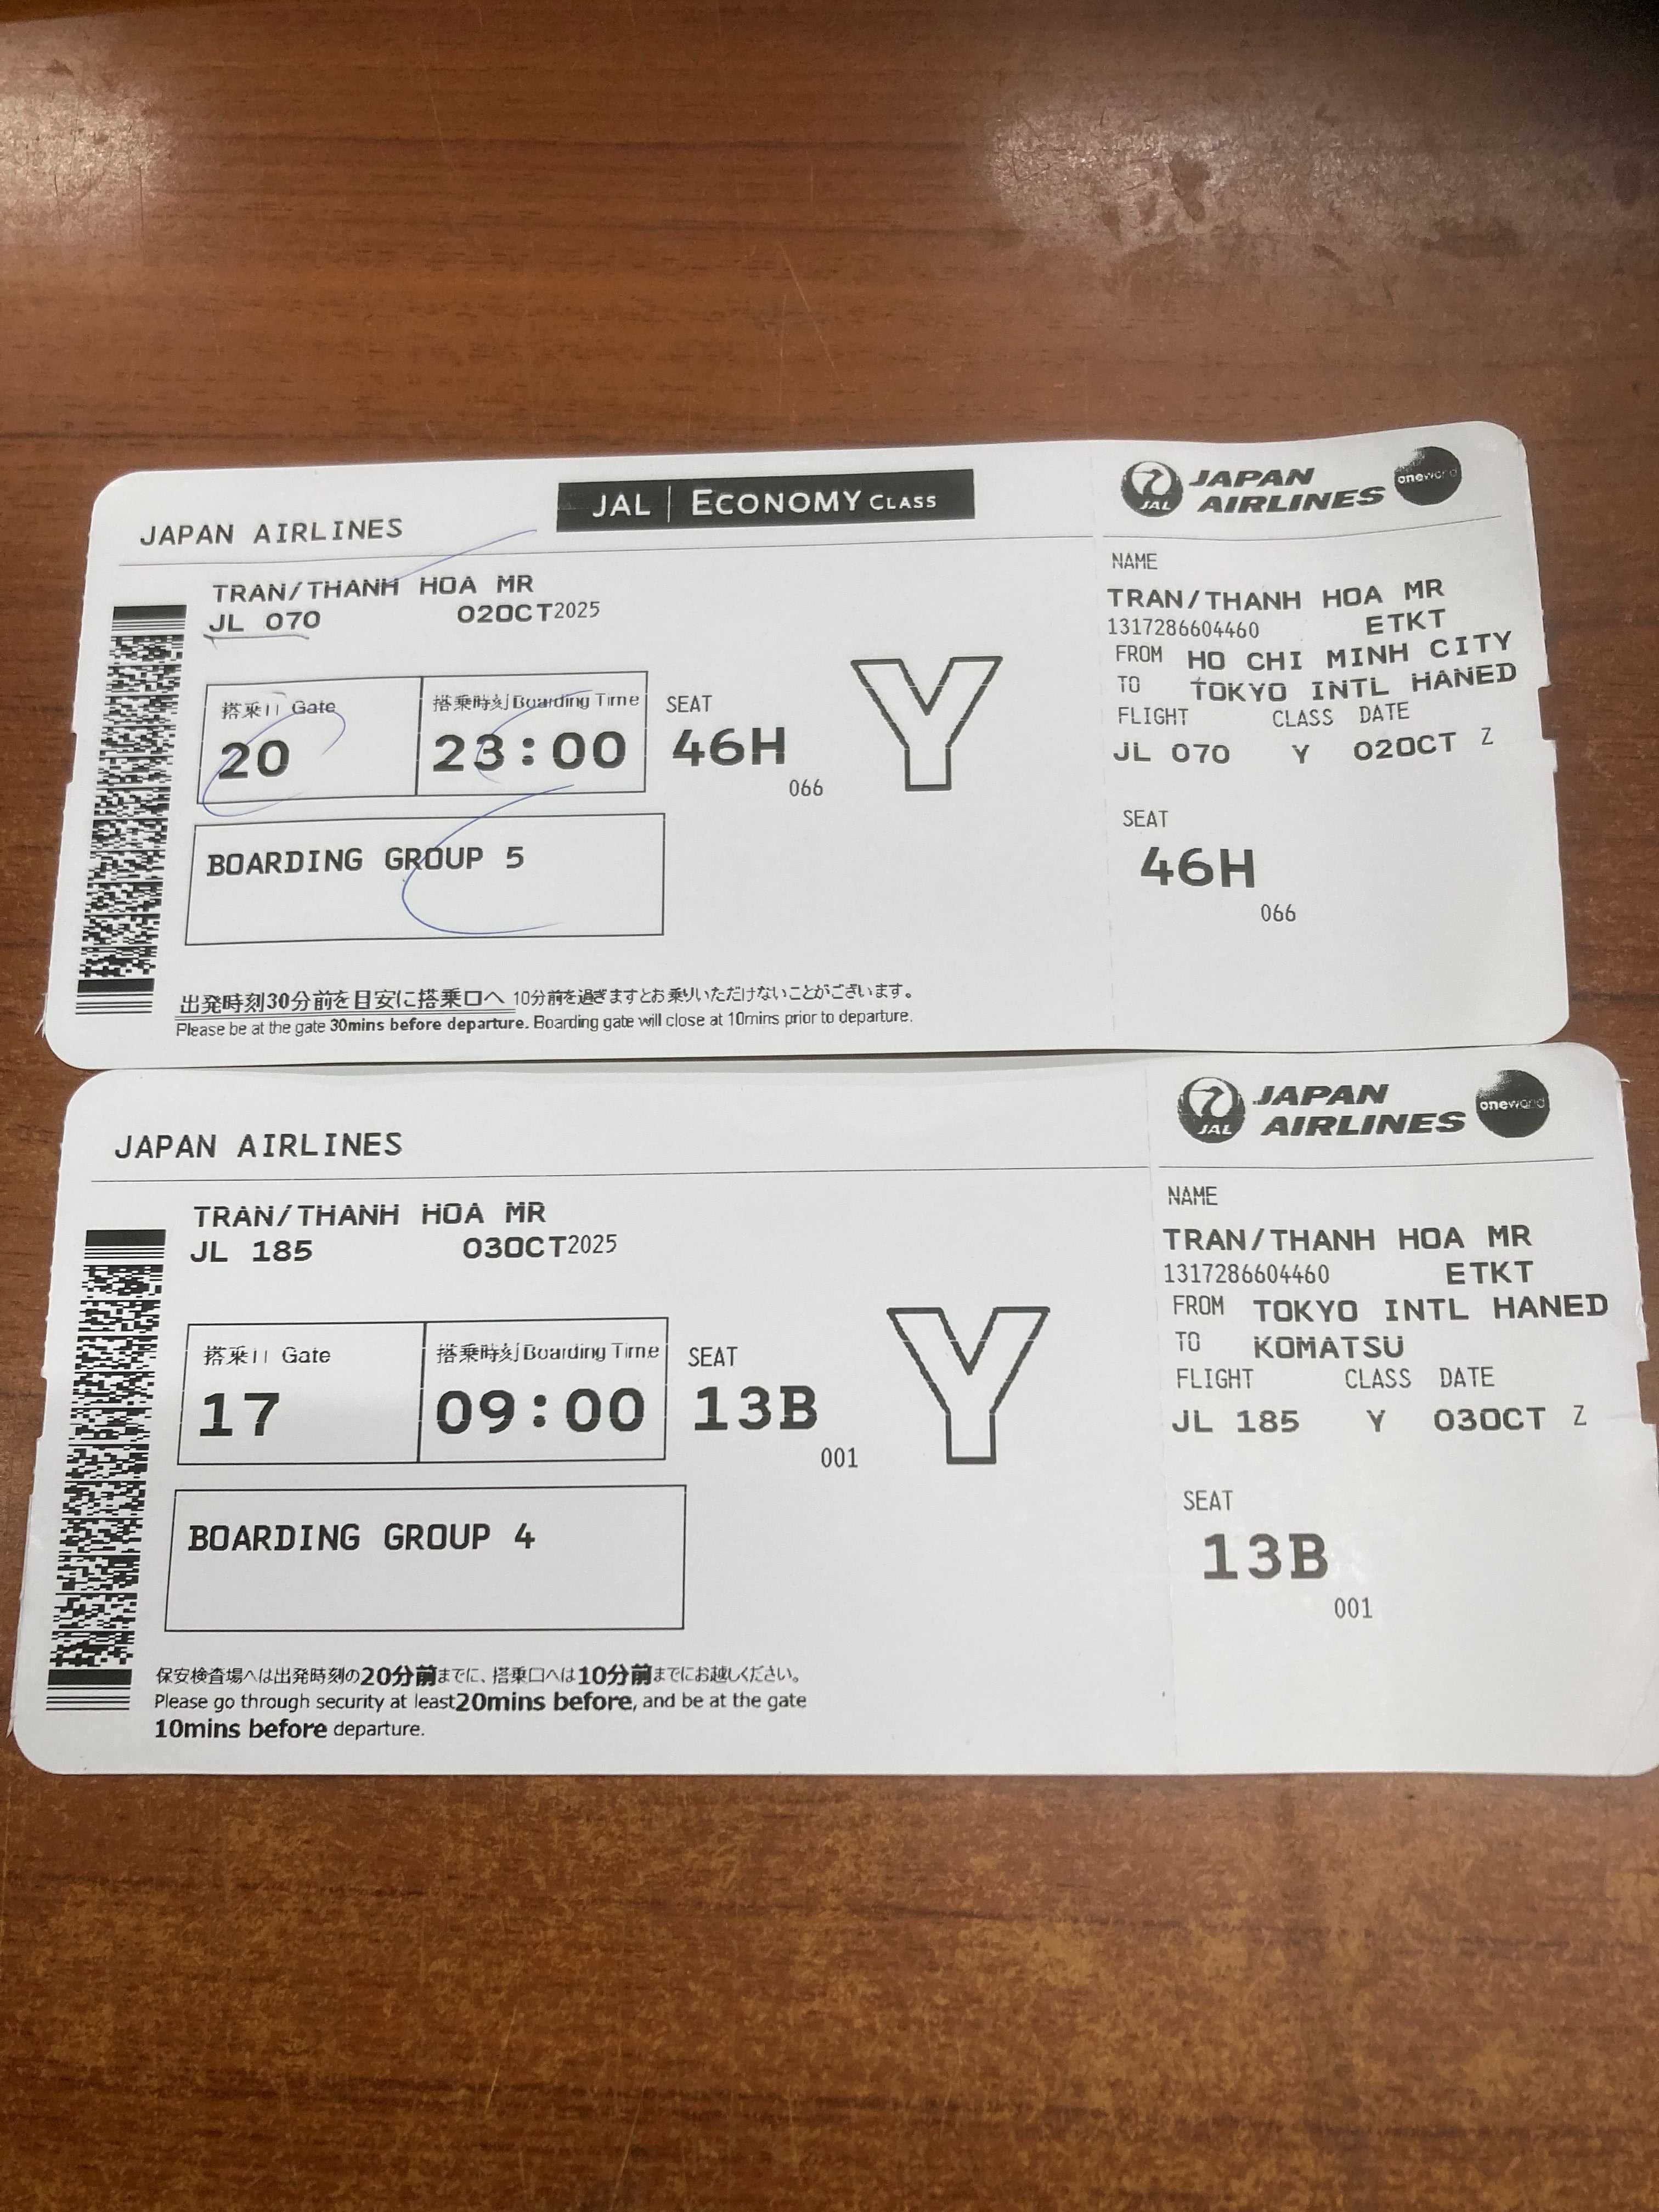 JAPAN AIRLINES
JAL | ECONOMY CLASS
TRAN/THANH HOA MR
JL 070 02OCT2025
搭乗口 Gate
20
搭乗時刻 Boarding Time
23:00
SEAT
46H
066
Y
BOARDING GROUP 5
出発時刻30分前を目安に搭乗口へ 10分前を過ぎますとお乗りいただけないことがございます。
Please be at the gate 30mins before departure. Boarding gate will close at 10mins prior to departure.
JAL
JAPAN
AIRLINES
oneworld
NAME
TRAN/THANH HOA MR
1317286604460 ETKT
FROM HO CHI MINH CITY
TO TOKYO INTL HANED
FLIGHT CLASS DATE
JL 070 Y 02OCT Z
SEAT
46H
066
JAPAN AIRLINES
TRAN/THANH HOA MR
JL 185 03OCT2025
搭乗口 Gate
17
搭乗時刻 Boarding Time
09:00
SEAT
13B
001
Y
BOARDING GROUP 4
保安検査場へは出発時刻の20分前までに、搭乗口へは10分前までにお越しください。
Please go through security at least20mins before, and be at the gate
10mins before departure.
JAL
JAPAN
AIRLINES
oneworld
NAME
TRAN/THANH HOA MR
1317286604460 ETKT
FROM TOKYO INTL HANED
TO KOMATSU
FLIGHT CLASS DATE
JL 185 Y 03OCT Z
SEAT
13B
001